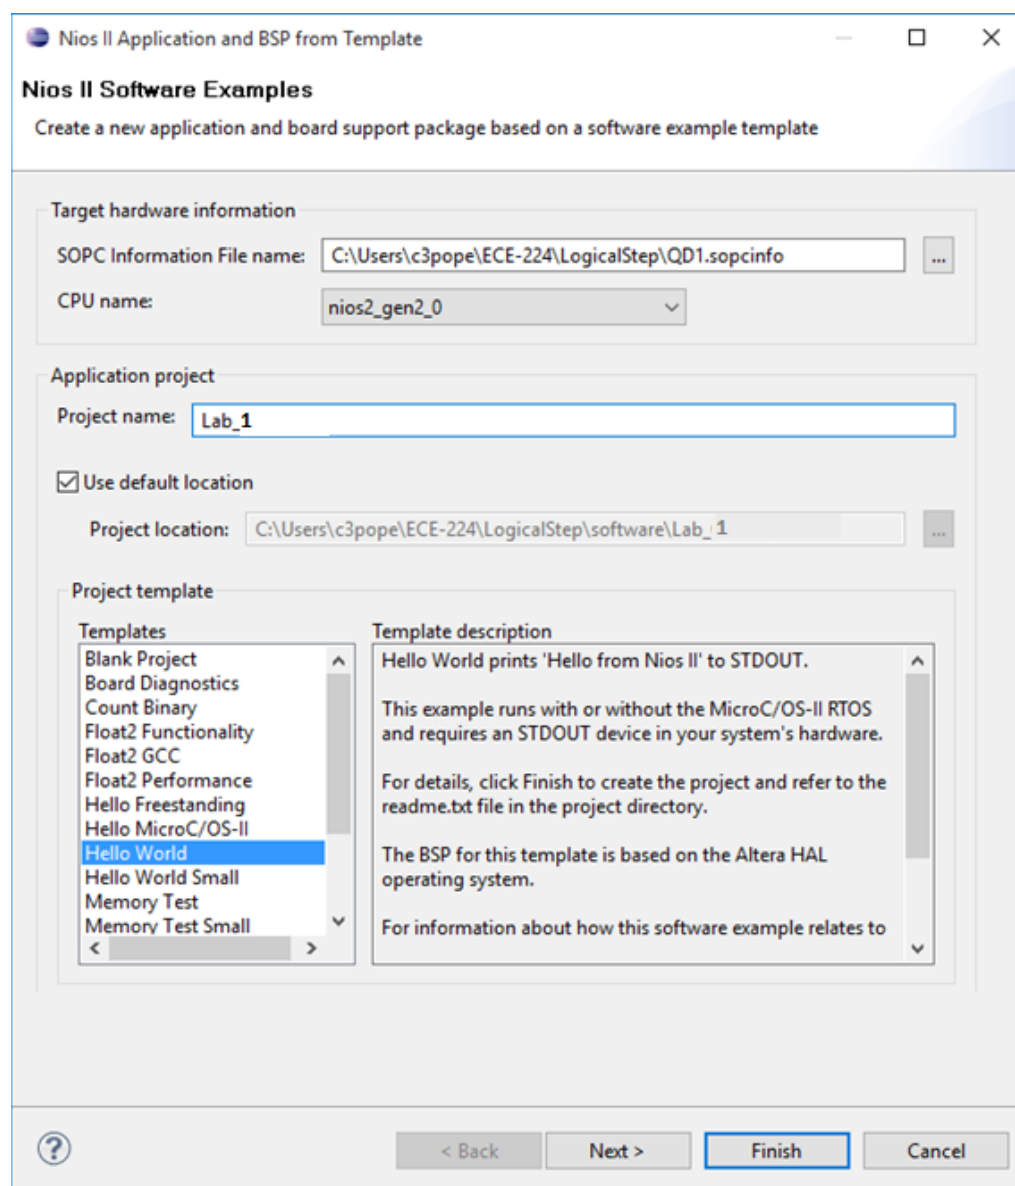 Nios II Application and BSP from Template
Nios II Software Examples
Create a new application and board support package based on a software example template
Target hardware information
SOPC Information File name: C:\Users\c3pope\ECE-224\LogicalStep\QD1.sopcinfo ...
CPU name: nios2_gen2_0
Application project
Project name: Lab_1
Use default location
Project location: C:\Users\c3pope\ECE-224\LogicalStep\software\Lab_1 ...
Project template
Templates
Blank Project
Board Diagnostics
Count Binary
Float2 Functionality
Float2 GCC
Float2 Performance
Hello Freestanding
Hello MicroC/OS-II
Hello World
Hello World Small
Memory Test
Memory Test Small
Template description
Hello World prints 'Hello from Nios II' to STDOUT.
This example runs with or without the MicroC/OS-II RTOS
and requires an STDOUT device in your system's hardware.
For details, click Finish to create the project and refer to the
readme.txt file in the project directory.
The BSP for this template is based on the Altera HAL
operating system.
For information about how this software example relates to
? < Back Next > Finish Cancel